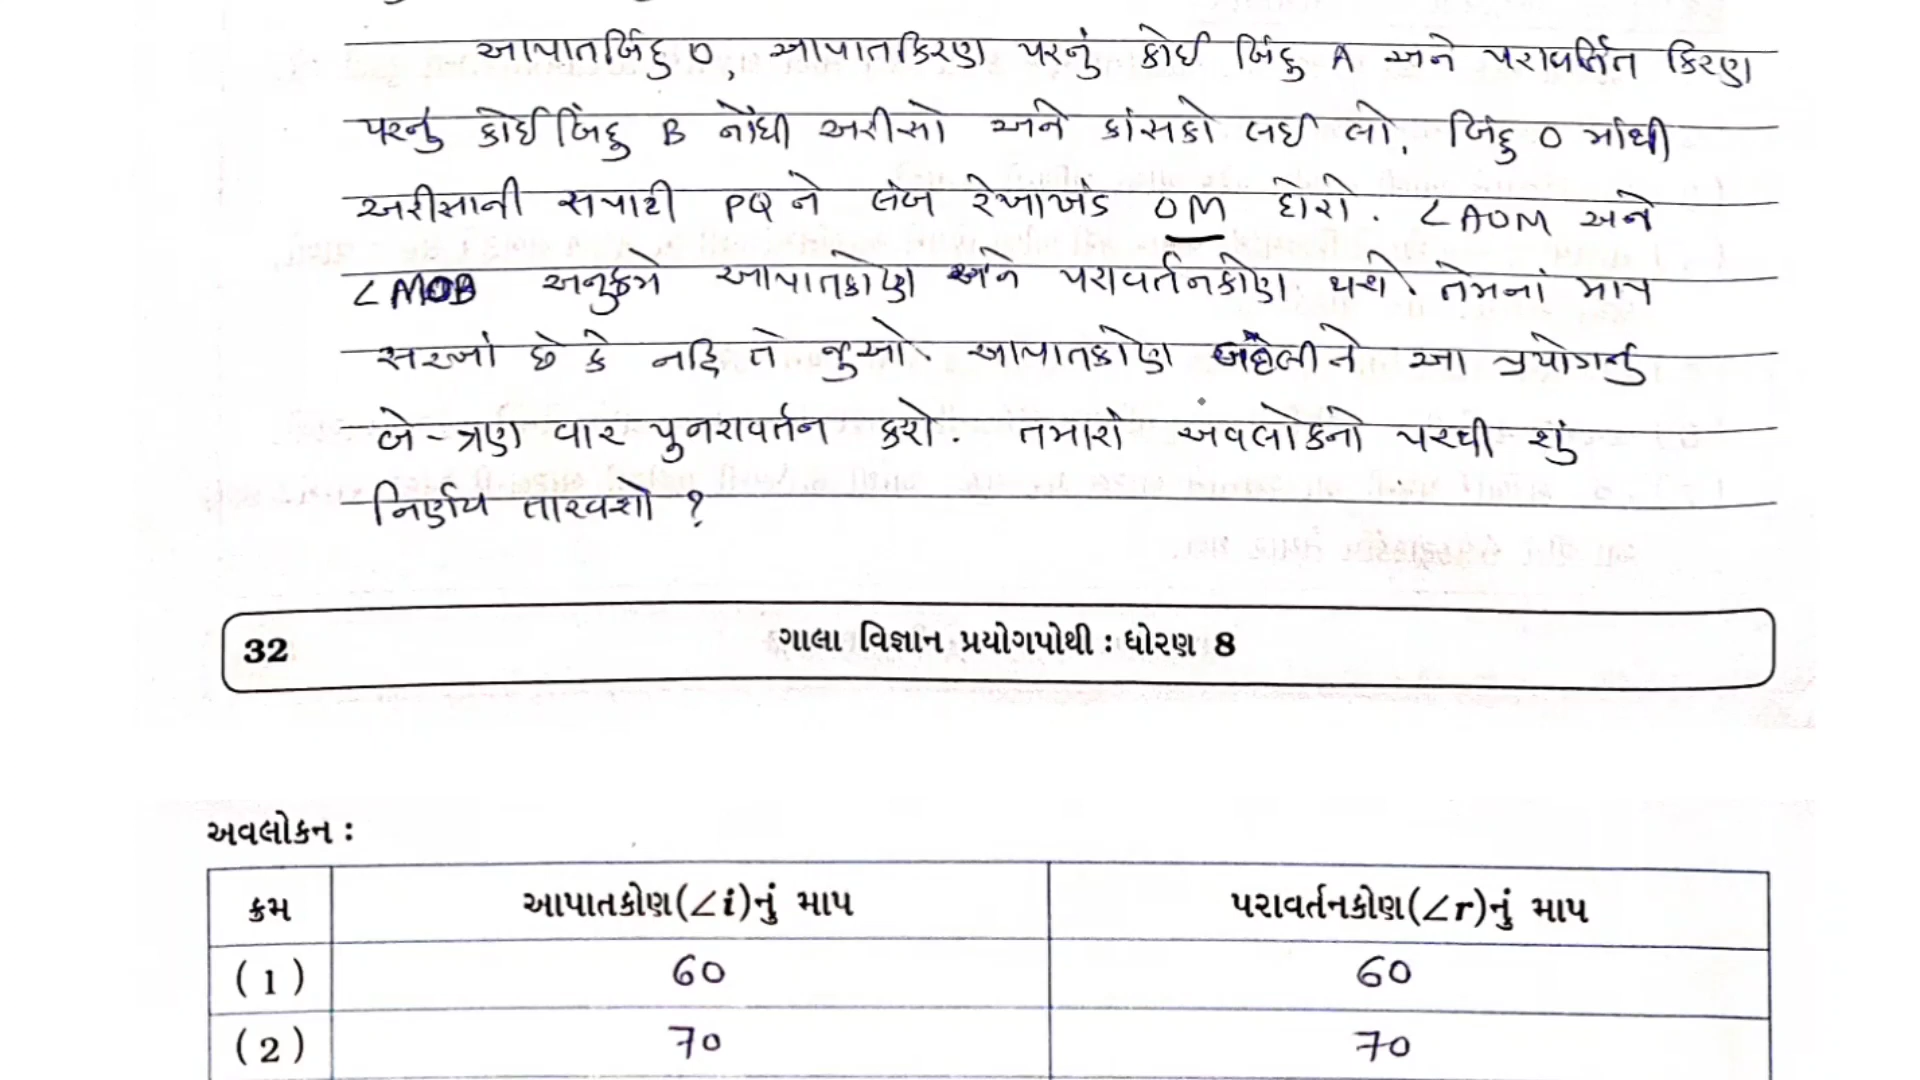 આપાતબિંદુ O, આપાતકિરણ પરનું કોઈ બિંદુ A અને પરાવર્તિત કિરણ
પરનું કોઈ બિંદુ B નોંધી અરીસો અને કાંસકો લઈ લો. બિંદુ O માંથી
અરીસાની સપાટી PQ ને લંબ રેખાખંડ OM દોરો. ∠AOM અને
∠MOB અનુક્રમે આપાતકોણ અને પરાવર્તનકોણ થશે. તેમનાં માપ
સરખાં છે કે નહિ તે જુઓ. આપાતકોણ બદલીને આ પ્રયોગનું
બે-ત્રણ વાર પુનરાવર્તન કરો. તમારાં અવલોકનો પરથી શું
નિર્ણય તારવશો ?
32 ગાલા વિજ્ઞાન પ્રયોગપોથી : ધોરણ 8
અવલોકન :
ક્રમ આપાતકોણ(∠i)નું માપ પરાવર્તનકોણ(∠r)નું માપ
(1) 60 60
(2) 70 70